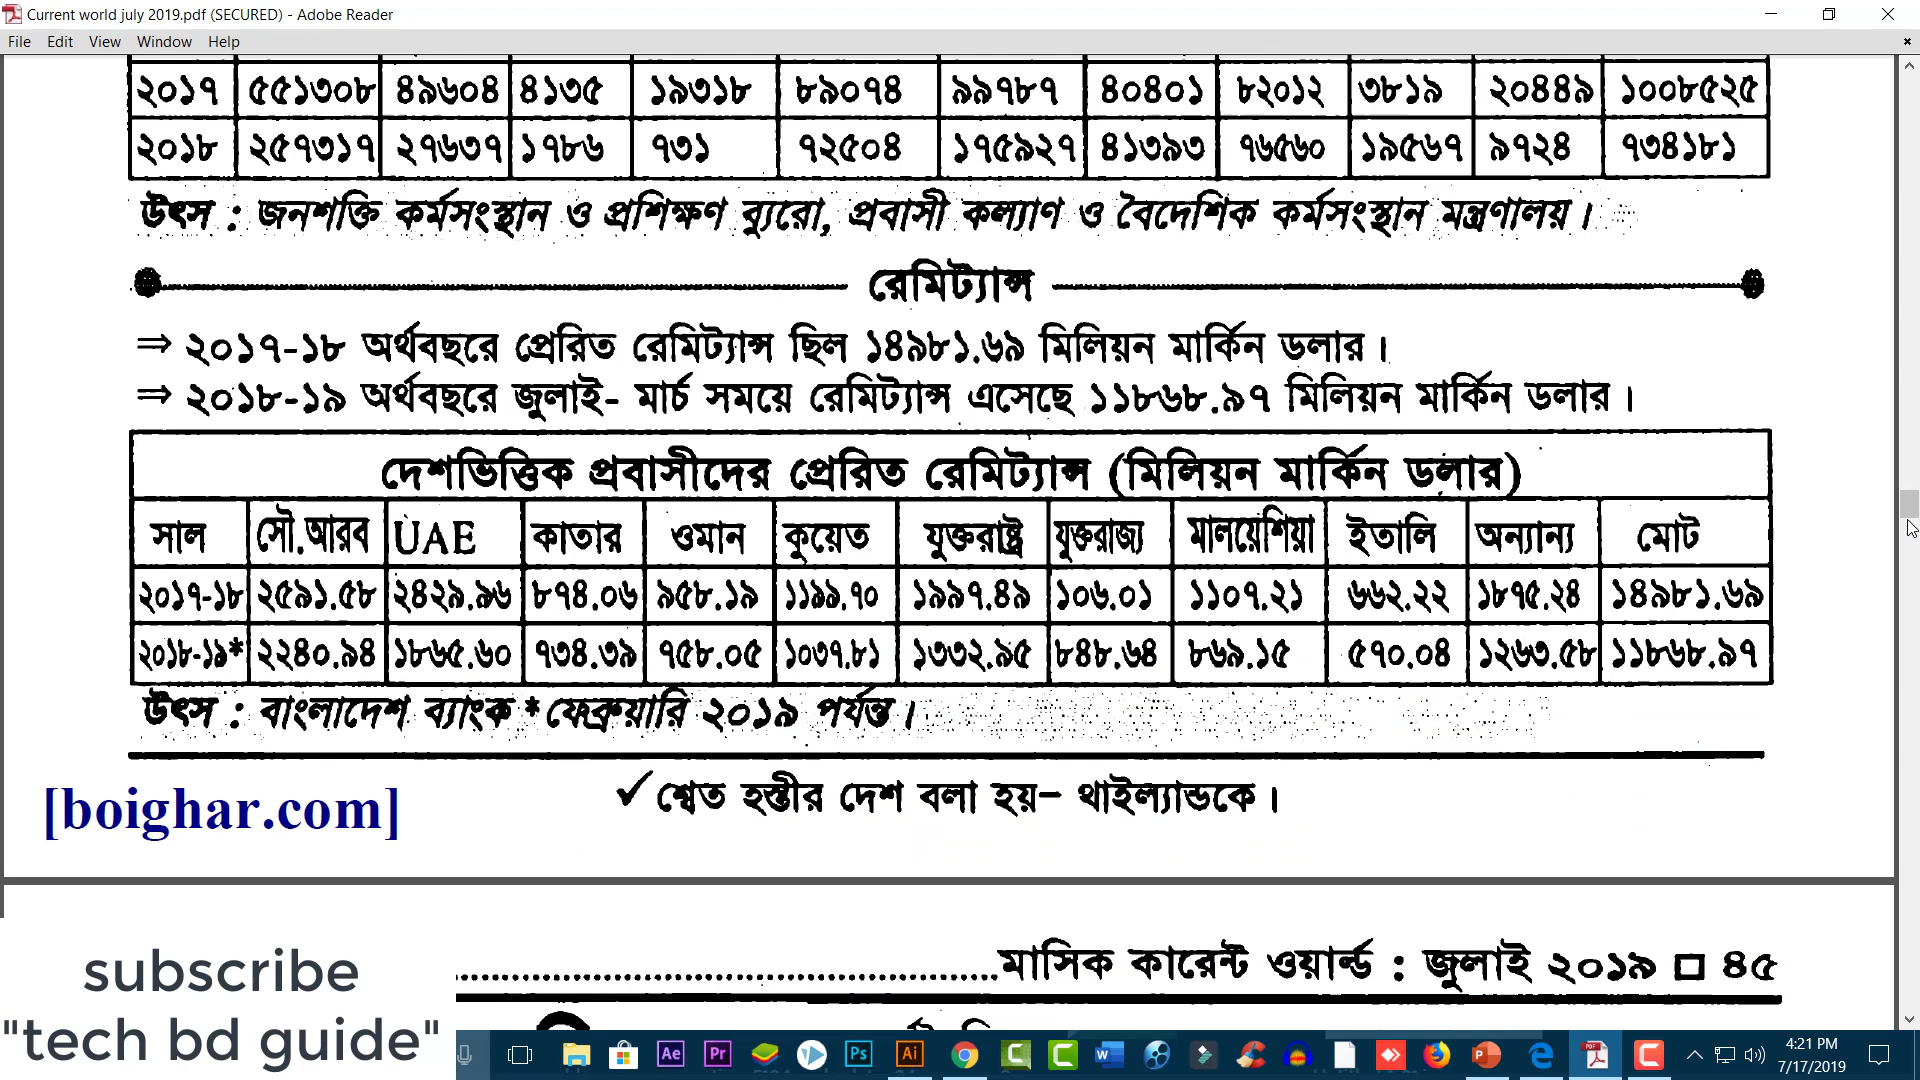 Current world july 2019.pdf (SECURED) - Adobe Reader
File Edit View Window Help
২০১৭ ৫৫১৩০৮ ৪৯৬০৪ ৪১৩৫ ১৯৩১৮ ৮৯০৭৪ ৯৯৭৮৭ ৪০৪০১ ৮২০১২ ৩৮১৯ ২০৪৪৯ ১০০৮৫২৫
২০১৮ ২৫৭৩১৭ ২৭৬৩৭ ১৭৮৬ ৭৩১ ৭২৫০৪ ১৭৫৯২৭ ৪১৩৯৩ ৭৬৫৬০ ১৯৫৬৭ ৯৭২৪ ৭৩৪১৮১
উৎস : জনশক্তি কর্মসংস্থান ও প্রশিক্ষণ ব্যুরো, প্রবাসী কল্যাণ ও বৈদেশিক কর্মসংস্থান মন্ত্রণালয়।
রেমিট্যান্স
⇒ ২০১৭-১৮ অর্থবছরে প্রেরিত রেমিট্যান্স ছিল ১৪৯৮১.৬৯ মিলিয়ন মার্কিন ডলার।
⇒ ২০১৮-১৯ অর্থবছরে জুলাই- মার্চ সময়ে রেমিট্যান্স এসেছে ১১৮৬৮.৯৭ মিলিয়ন মার্কিন ডলার।
দেশভিত্তিক প্রবাসীদের প্রেরিত রেমিট্যান্স (মিলিয়ন মার্কিন ডলার)
সাল সৌ.আরব UAE কাতার ওমান কুয়েত যুক্তরাষ্ট্র যুক্তরাজ্য মালয়েশিয়া ইতালি অন্যান্য মোট
২০১৭-১৮ ২৫৯১.৫৮ ২৪২৯.৯৬ ৮৭৪.০৬ ৯৫৮.১৯ ১১৯৯.৭০ ১৯৯৭.৪৯ ১০৬.০১ ১১০৭.২১ ৬৬২.২২ ১৮৭৫.২৪ ১৪৯৮১.৬৯
২০১৮-১৯* ২২৪০.৯৪ ১৮৬৫.৬০ ৭৩৪.৩৯ ৭৫৮.০৫ ১০৩৭.৮১ ১৩৩২.৯৫ ৮৪৮.৬৪ ৮৬৯.১৫ ৫৭০.০৪ ১২৬৩.৫৮ ১১৮৬৮.৯৭
উৎস : বাংলাদেশ ব্যাংক *ফেব্রুয়ারি ২০১৯ পর্যন্ত।
[boighar.com]
✓শ্বেত হস্তীর দেশ বলা হয়– থাইল্যান্ডকে।
মাসিক কারেন্ট ওয়ার্ল্ড : জুলাই ২০১৯ □ ৪৫
subscribe
"tech bd guide"
4:21 PM
7/17/2019